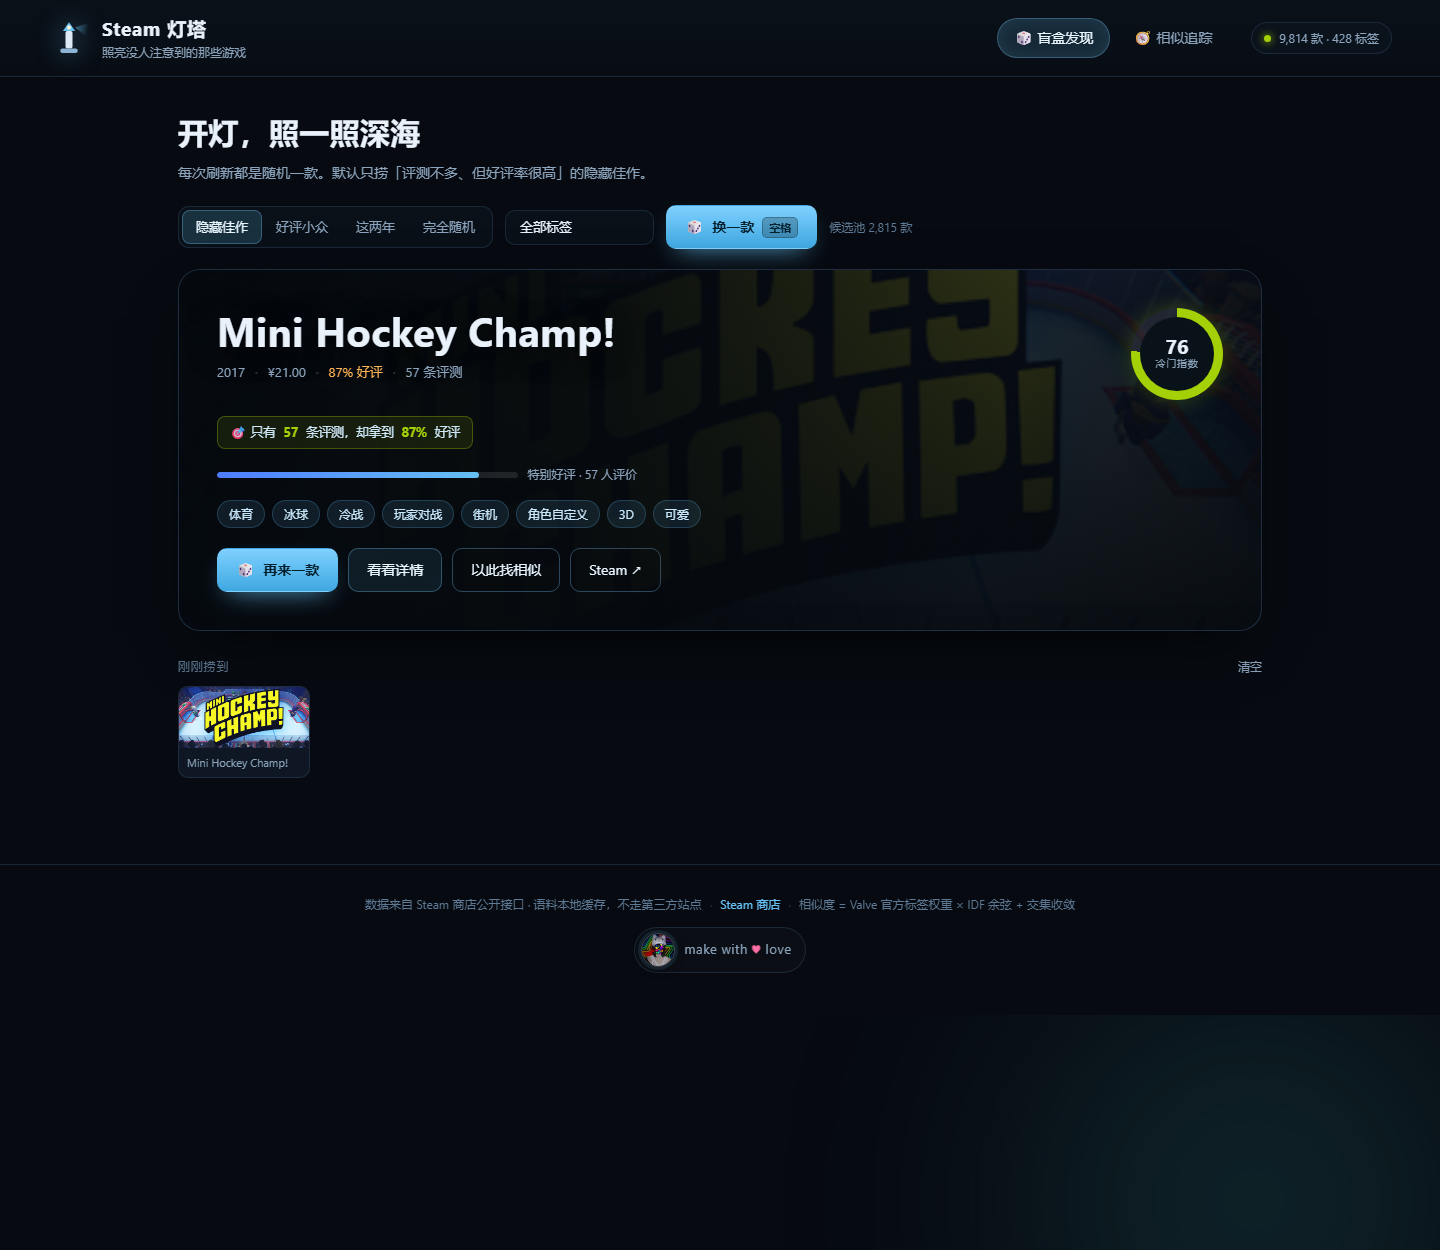 Steam 灯塔
照亮没人注意到的那些游戏
盲盒发现
相似追踪
9,814 款 · 428 标签
开灯，照一照深海
每次刷新都是随机一款。默认只捞「评测不多、但好评率很高」的隐藏佳作。
隐藏佳作 好评小众 这两年 完全随机 全部标签 换一款 空格 候选池 2,815 款
Mini Hockey Champ!
2017 · ¥21.00 · 87% 好评 · 57 条评测
76
冷门指数
只有 57 条评测，却拿到 87% 好评
特别好评 · 57 人评价
体育 冰球 冷战 玩家对战 街机 角色自定义 3D 可爱
再来一款 看看详情 以此找相似 Steam ↗
HOCKEY
CHAMP!
刚刚捞到 清空
MINI
HOCKEY
CHAMP!
Mini Hockey Champ!
数据来自 Steam 商店公开接口 · 语料本地缓存，不走第三方站点 · Steam 商店 · 相似度 = Valve 官方标签权重 × IDF 余弦 + 交集收敛
make with ♥ love